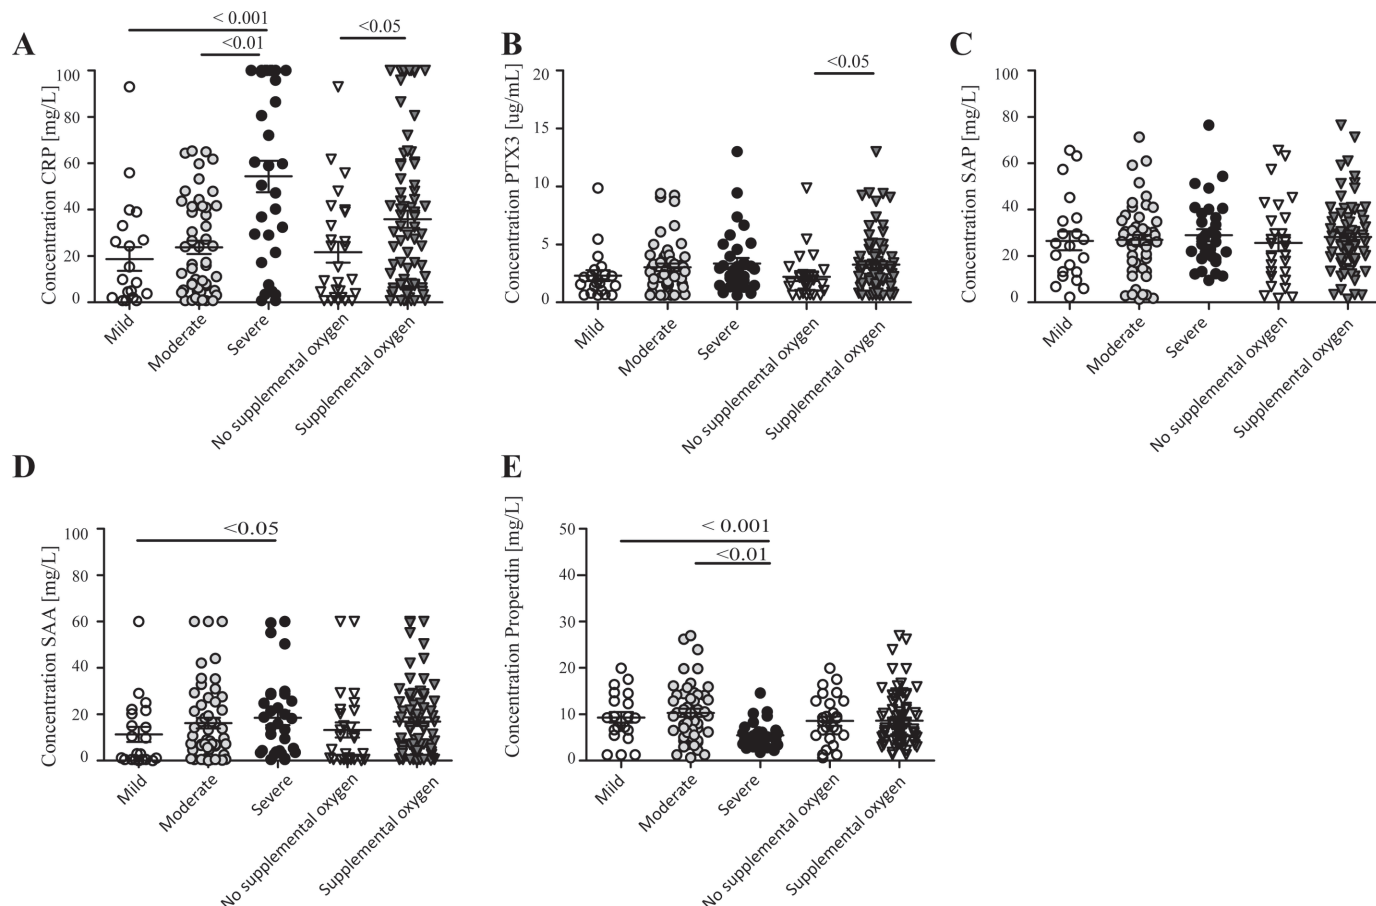 A
Concentration CRP [mg/L]
< 0.001
<0.01
<0.05
100
80
60
40
20
0
Mild
Moderate
Severe
No supplemental oxygen
Supplemental oxygen
B
Concentration PTX3 [ug/mL]
<0.05
20
15
10
5
0
Mild
Moderate
Severe
No supplemental oxygen
Supplemental oxygen
C
Concentration SAP [mg/L]
100
80
60
40
20
0
Mild
Moderate
Severe
No supplemental oxygen
Supplemental oxygen
D
Concentration SAA [mg/L]
<0.05
100
80
60
40
20
0
Mild
Moderate
Severe
No supplemental oxygen
Supplemental oxygen
E
Concentration Properdin [mg/L]
< 0.001
<0.01
50
40
30
20
10
0
Mild
Moderate
Severe
No supplemental oxygen
Supplemental oxygen